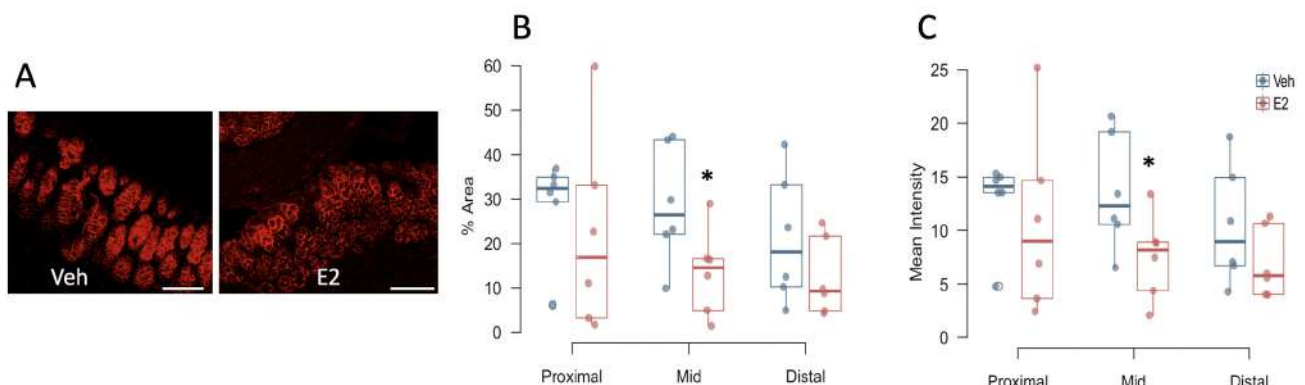 A
Veh
E2
B
% Area
60
50
40
30
20
10
0
*
Proximal
Mid
Distal
C
Mean Intensity
25
20
15
10
5
0
*
Veh
E2
Proximal
Mid
Distal